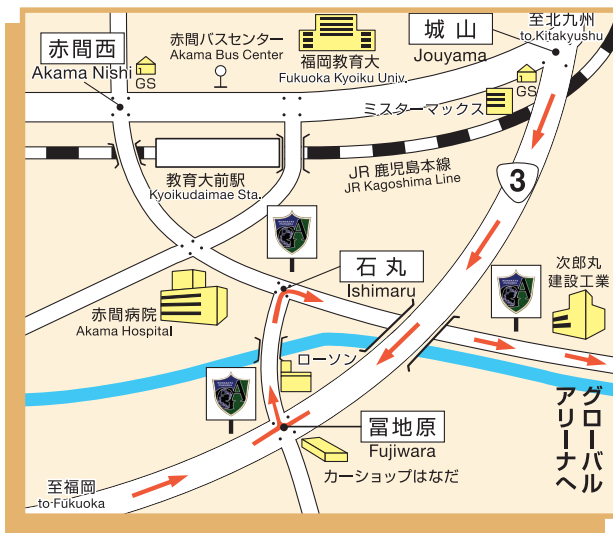 赤間西
Akama Nishi
GS
赤間バスセンター
Akama Bus Center
福岡教育大
Fukuoka Kyoiku Univ.
城山
Jouyama
至北九州
to Kitakyushu
GS
ミスターマックス
教育大前駅
Kyoikudaimae Sta.
JR 鹿児島本線
JR Kagoshima Line
3
A
石丸
Ishimaru
A
次郎丸
建設工業
赤間病院
Akama Hospital
ローソン
A
冨地原
Fujiwara
カーショップはなだ
グローバル
アリーナへ
至福岡
to Fukuoka